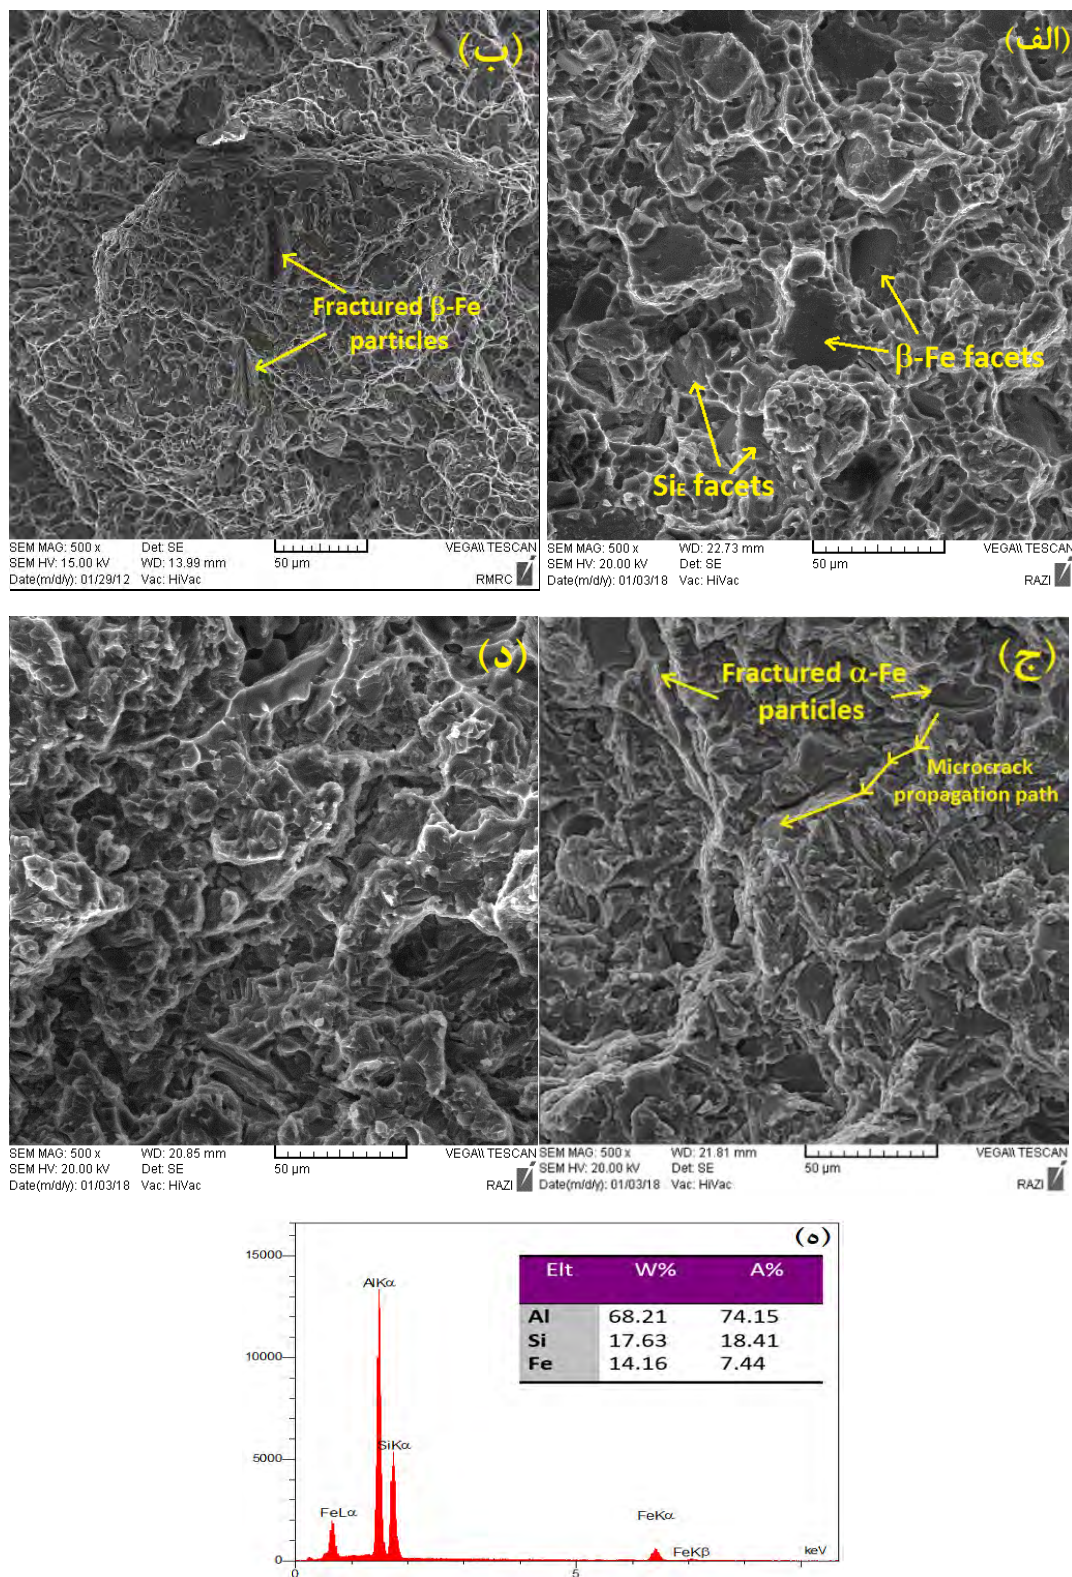 (ب)
Fractured β-Fe
particles
SEM MAG: 500 x Det: SE
SEM HV: 15.00 kV WD: 13.99 mm
Date(m/d/y): 01/29/12 Vac: HiVac
50 µm
VEGA\\ TESCAN
RMRC
(الف)
β-Fe facets
SiE facets
SEM MAG: 500 x WD: 22.73 mm
SEM HV: 20.00 kV Det: SE
Date(m/d/y): 01/03/18 Vac: HiVac
50 µm
VEGA\\ TESCAN
RAZI
(د)
SEM MAG: 500 x WD: 20.85 mm
SEM HV: 20.00 kV Det: SE
Date(m/d/y): 01/03/18 Vac: HiVac
50 µm
VEGA\\ TESCAN
RAZI
(ج)
Fractured α-Fe
particles
Microcrack
propagation path
SEM MAG: 500 x WD: 21.81 mm
SEM HV: 20.00 kV Det: SE
Date(m/d/y): 01/03/18 Vac: HiVac
50 µm
VEGA\\ TESCAN
RAZI
(ه)
Elt W% A%
Al 68.21 74.15
Si 17.63 18.41
Fe 14.16 7.44
15000
10000
5000
0
AlKα
SiKα
FeLα
FeKα
FeKβ
keV
0 5